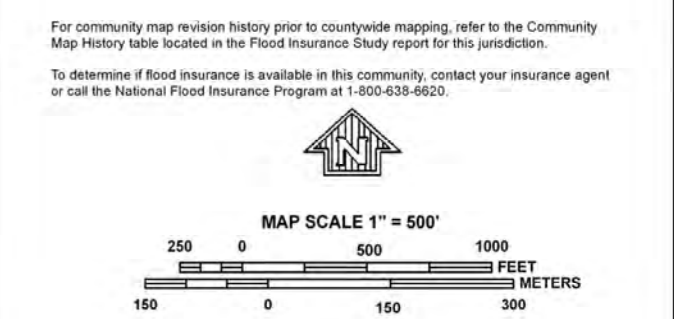 For community map revision history prior to countywide mapping, refer to the Community
Map History table located in the Flood Insurance Study report for this jurisdiction.
To determine if flood insurance is available in this community, contact your insurance agent
or call the National Flood Insurance Program at 1-800-638-6620.
N
MAP SCALE 1" = 500'
250 0 500 1000
FEET
METERS
150 0 150 300